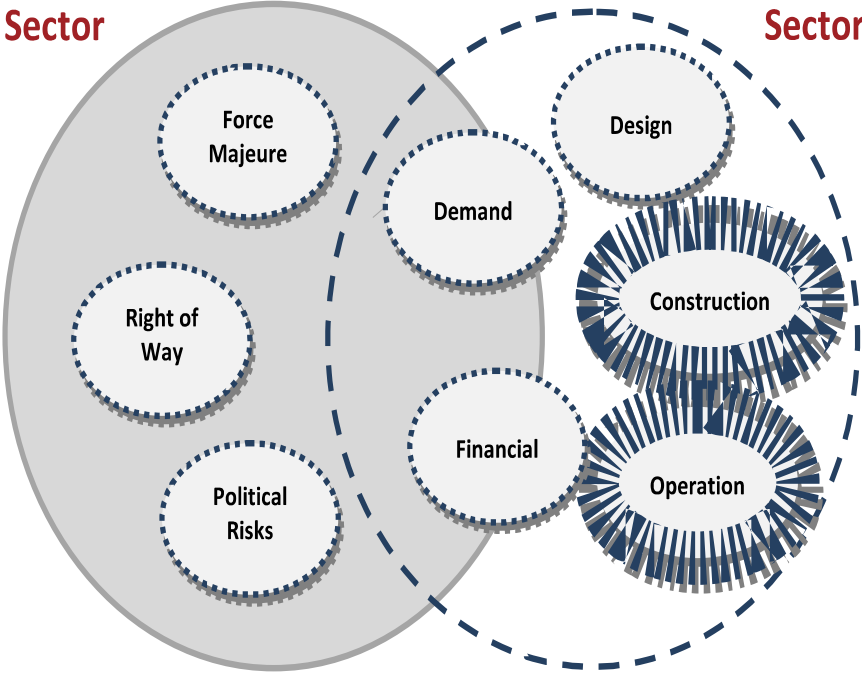 Sector
Sector
Force
Majeure
Design
Demand
Right of
Way
Construction
Financial
Political
Risks
Operation